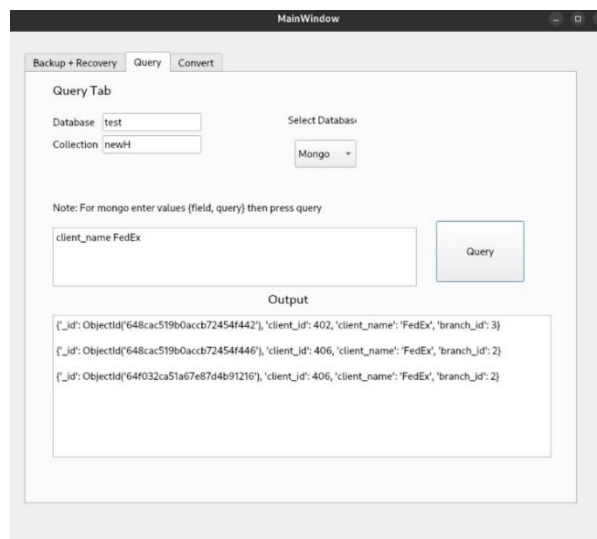 MainWindow
Backup + Recovery Query Convert
Query Tab
Database test Select Databas
Collection newH
Mongo
Note: For mongo enter values {field, query} then press query
client_name FedEx
Query
Output
{'_id': ObjectId('648cac519b0accb72454f442'), 'client_id': 402, 'client_name': 'FedEx', 'branch_id': 3}
{'_id': ObjectId('648cac519b0accb72454f446'), 'client_id': 406, 'client_name': 'FedEx', 'branch_id': 2}
{'_id': ObjectId('64f032ca51a67e87d4b91216'), 'client_id': 406, 'client_name': 'FedEx', 'branch_id': 2}